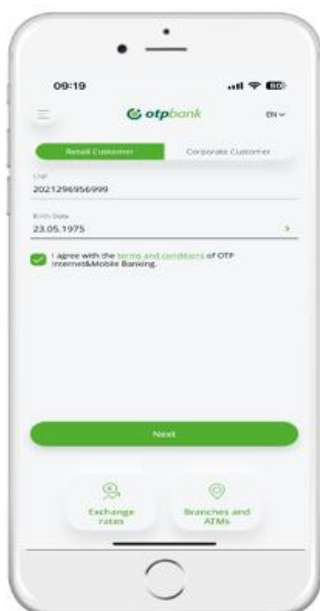 09:19
otpbank
EN
Retail Customer Corporate Customer
CNP
2021296956999
Birth Date
23.05.1975
I agree with the terms and conditions of OTP
Internet&Mobile Banking.
Next
Exchange
rates
Branches and
ATMs